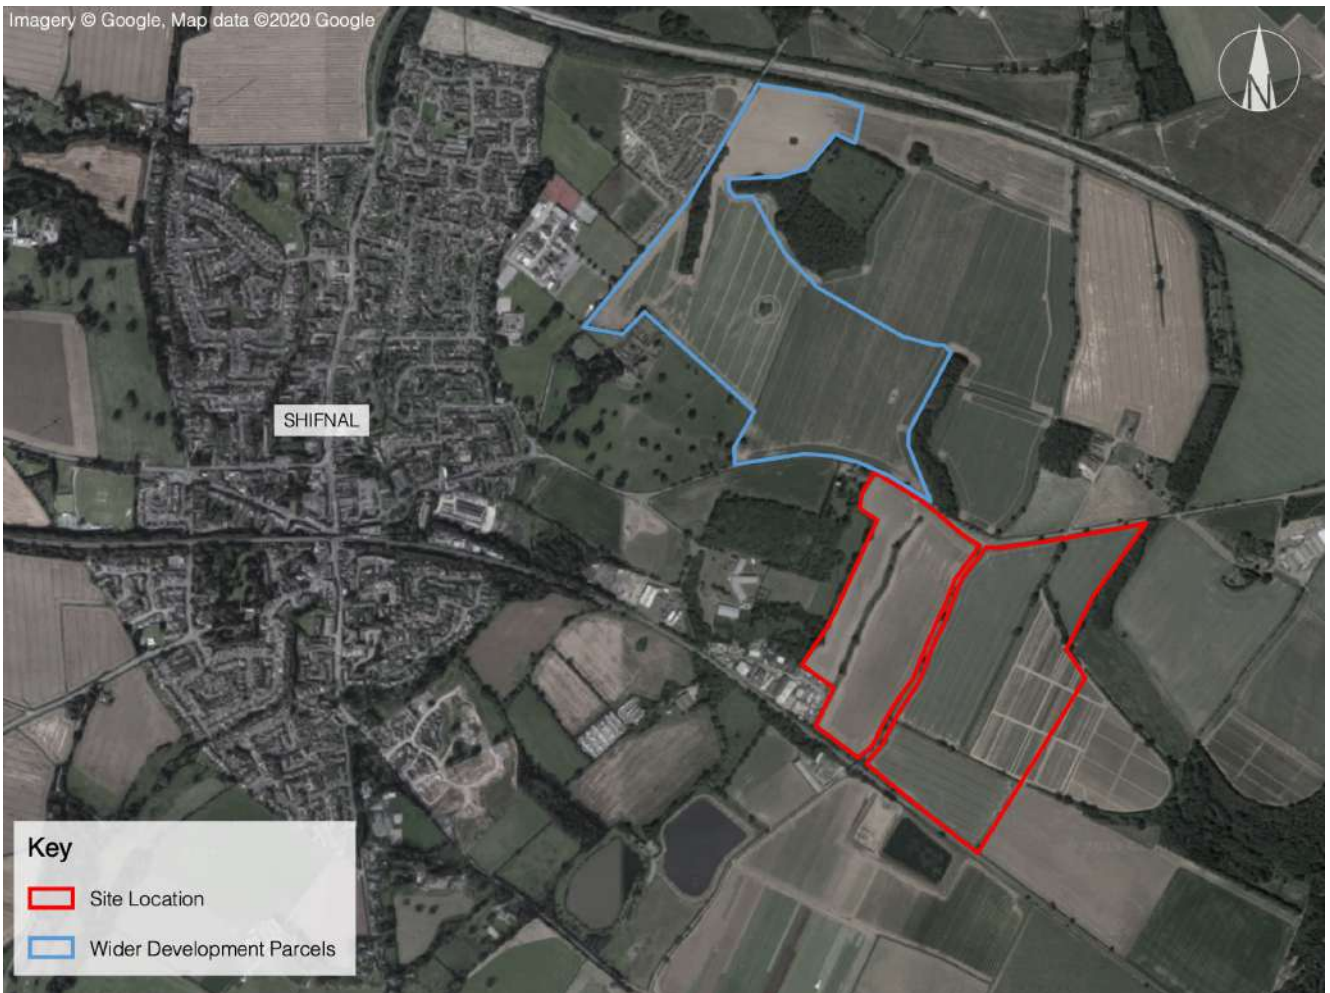 Imagery © Google, Map data ©2020 Google
N
SHIFNAL
Key
Site Location
Wider Development Parcels